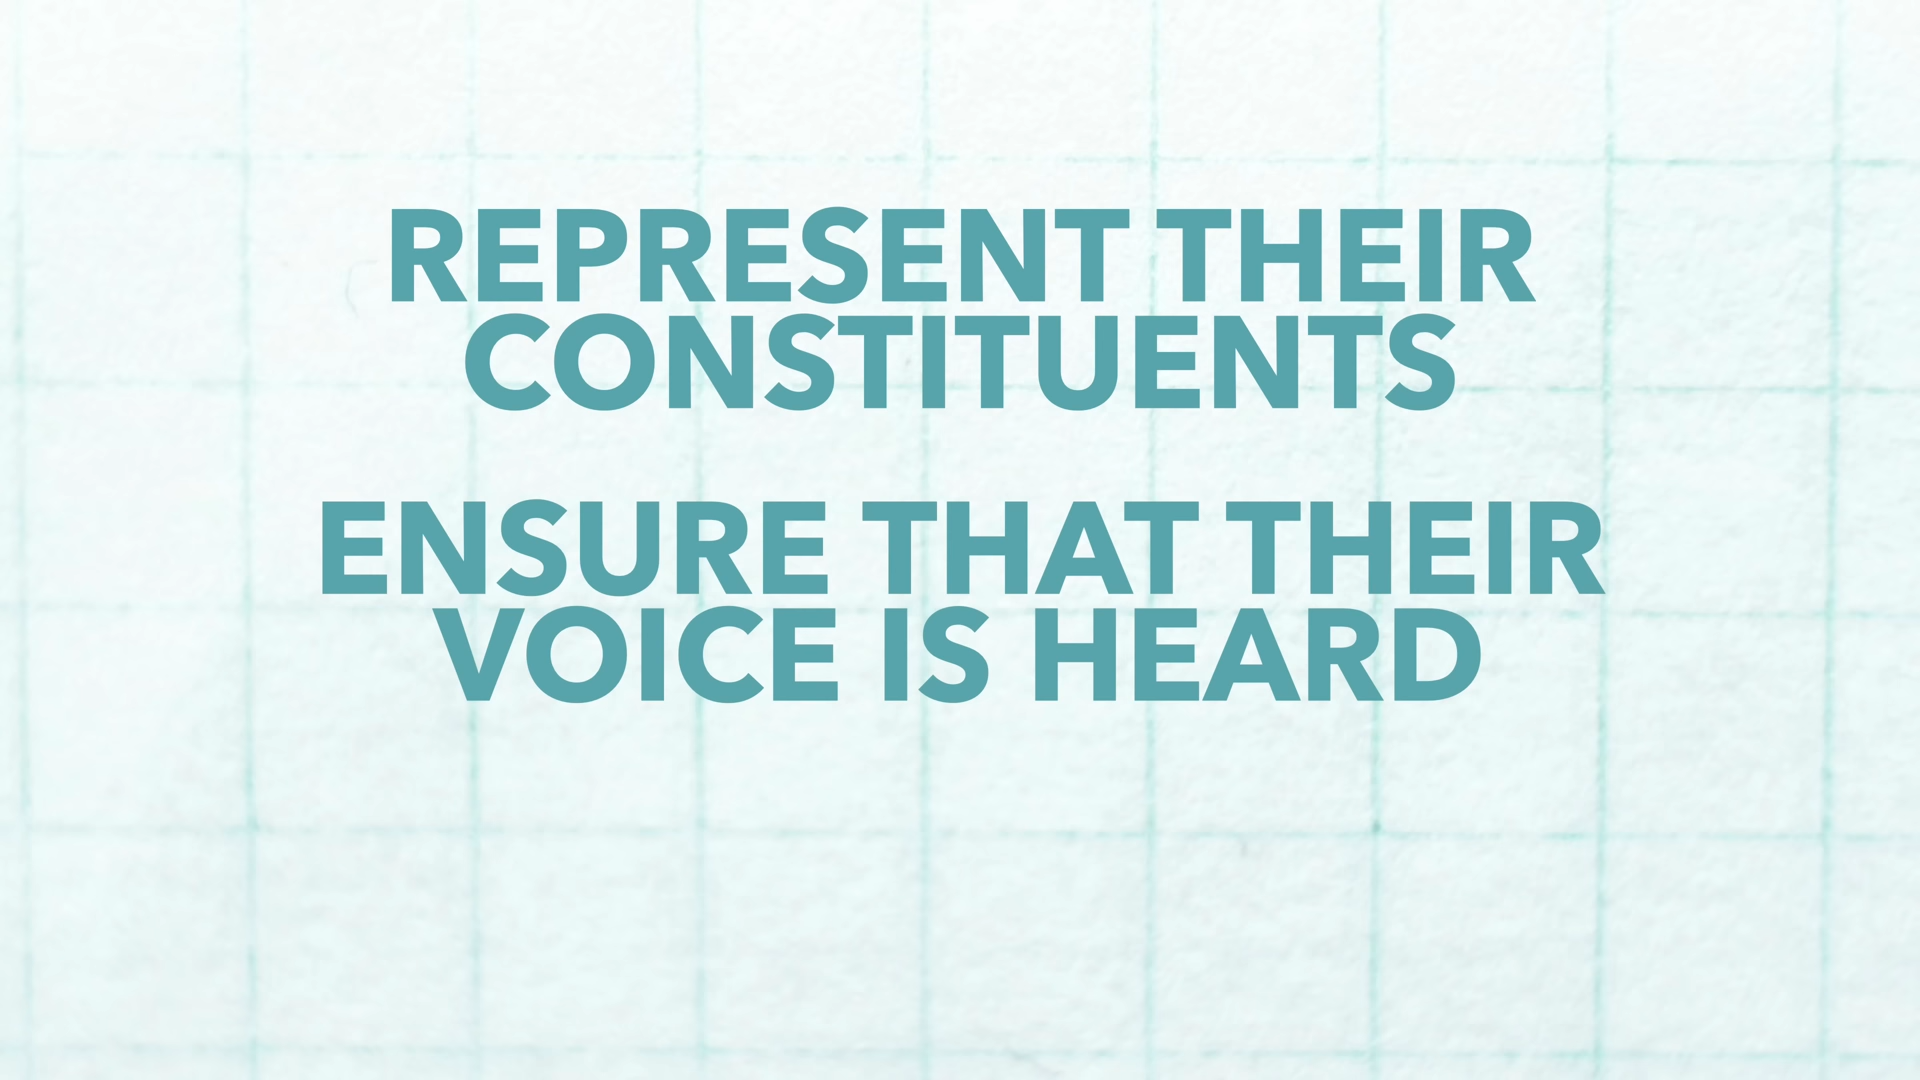 REPRESENT THEIR
CONSTITUENTS
ENSURE THAT THEIR
VOICE IS HEARD